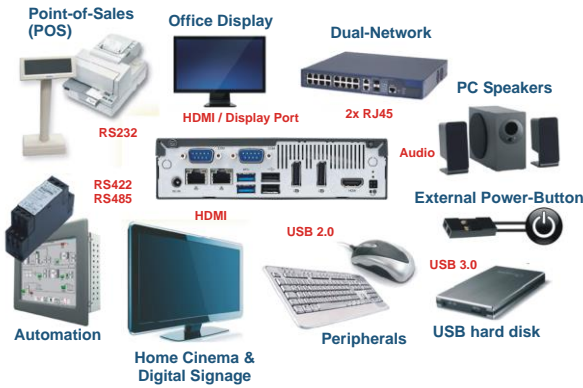 Point-of-Sales
(POS)
Office Display
Dual-Network
PC Speakers
RS232
HDMI / Display Port
2x RJ45
Audio
RS422
RS485
HDMI
External Power-Button
USB 2.0
USB 3.0
Automation
Home Cinema &
Digital Signage
Peripherals
USB hard disk